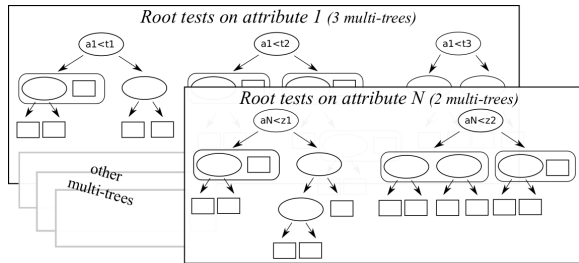 Root tests on attribute 1 (3 multi-trees)
a1<t1
a1<t2
a1<t3
Root tests on attribute N (2 multi-trees)
aN<z1
aN<z2
other
multi-trees